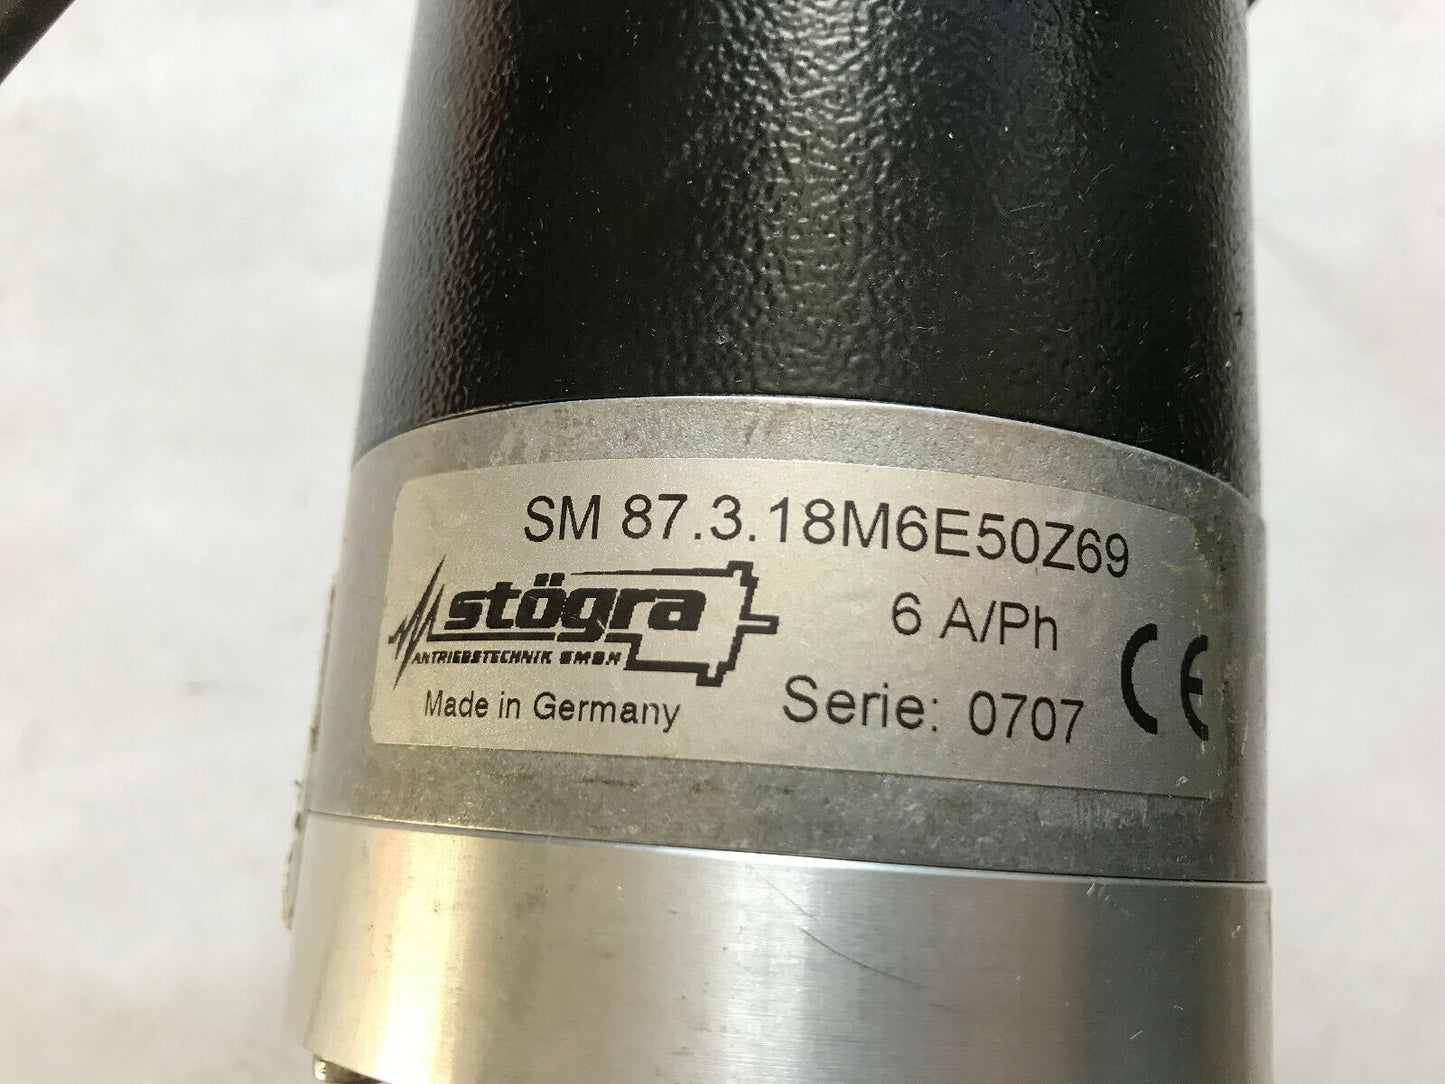 SM 87.3.18M6E50Z69
stögra
ANTRIEBSTECHNIK GMBH
6 A/Ph
Made in Germany
Serie: 0707
CE